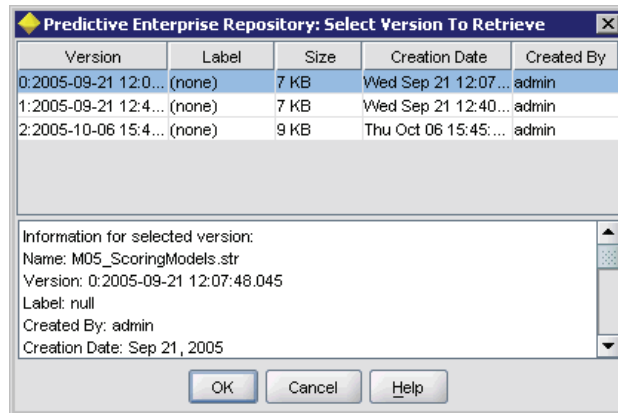 Predictive Enterprise Repository: Select Version To Retrieve
Version Label Size Creation Date Created By
0:2005-09-21 12:0... (none) 7 KB Wed Sep 21 12:07... admin
1:2005-09-21 12:4... (none) 7 KB Wed Sep 21 12:40... admin
2:2005-10-06 15:4... (none) 9 KB Thu Oct 06 15:45:... admin
Information for selected version:
Name: M05_ScoringModels.str
Version: 0:2005-09-21 12:07:48.045
Label: null
Created By: admin
Creation Date: Sep 21, 2005
OK Cancel Help